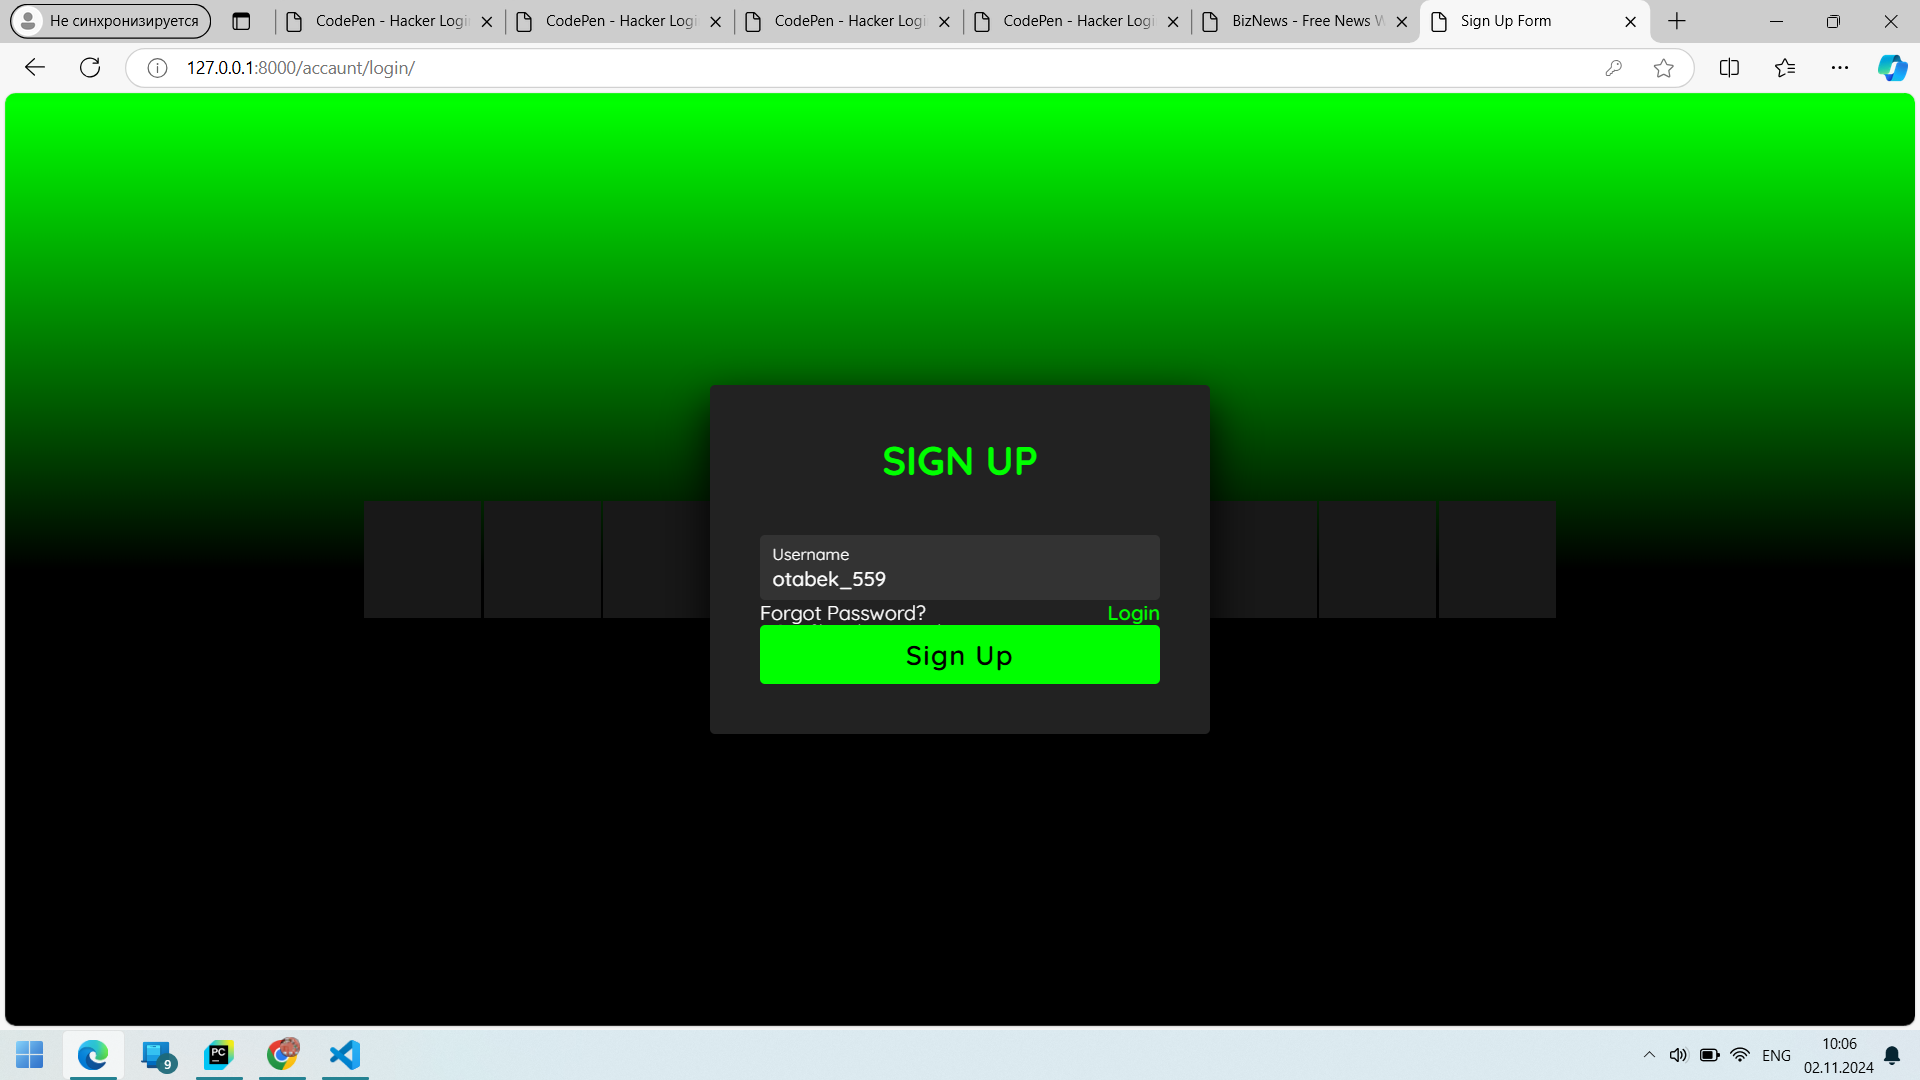 Не синхронизируется
CodePen - Hacker Logi
CodePen - Hacker Logi
CodePen - Hacker Logi
CodePen - Hacker Logi
BizNews - Free News W
Sign Up Form
127.0.0.1:8000/accaunt/login/
SIGN UP
Username
otabek_559
Forgot Password?
Login
Sign Up
9
PC
ENG
10:06
02.11.2024